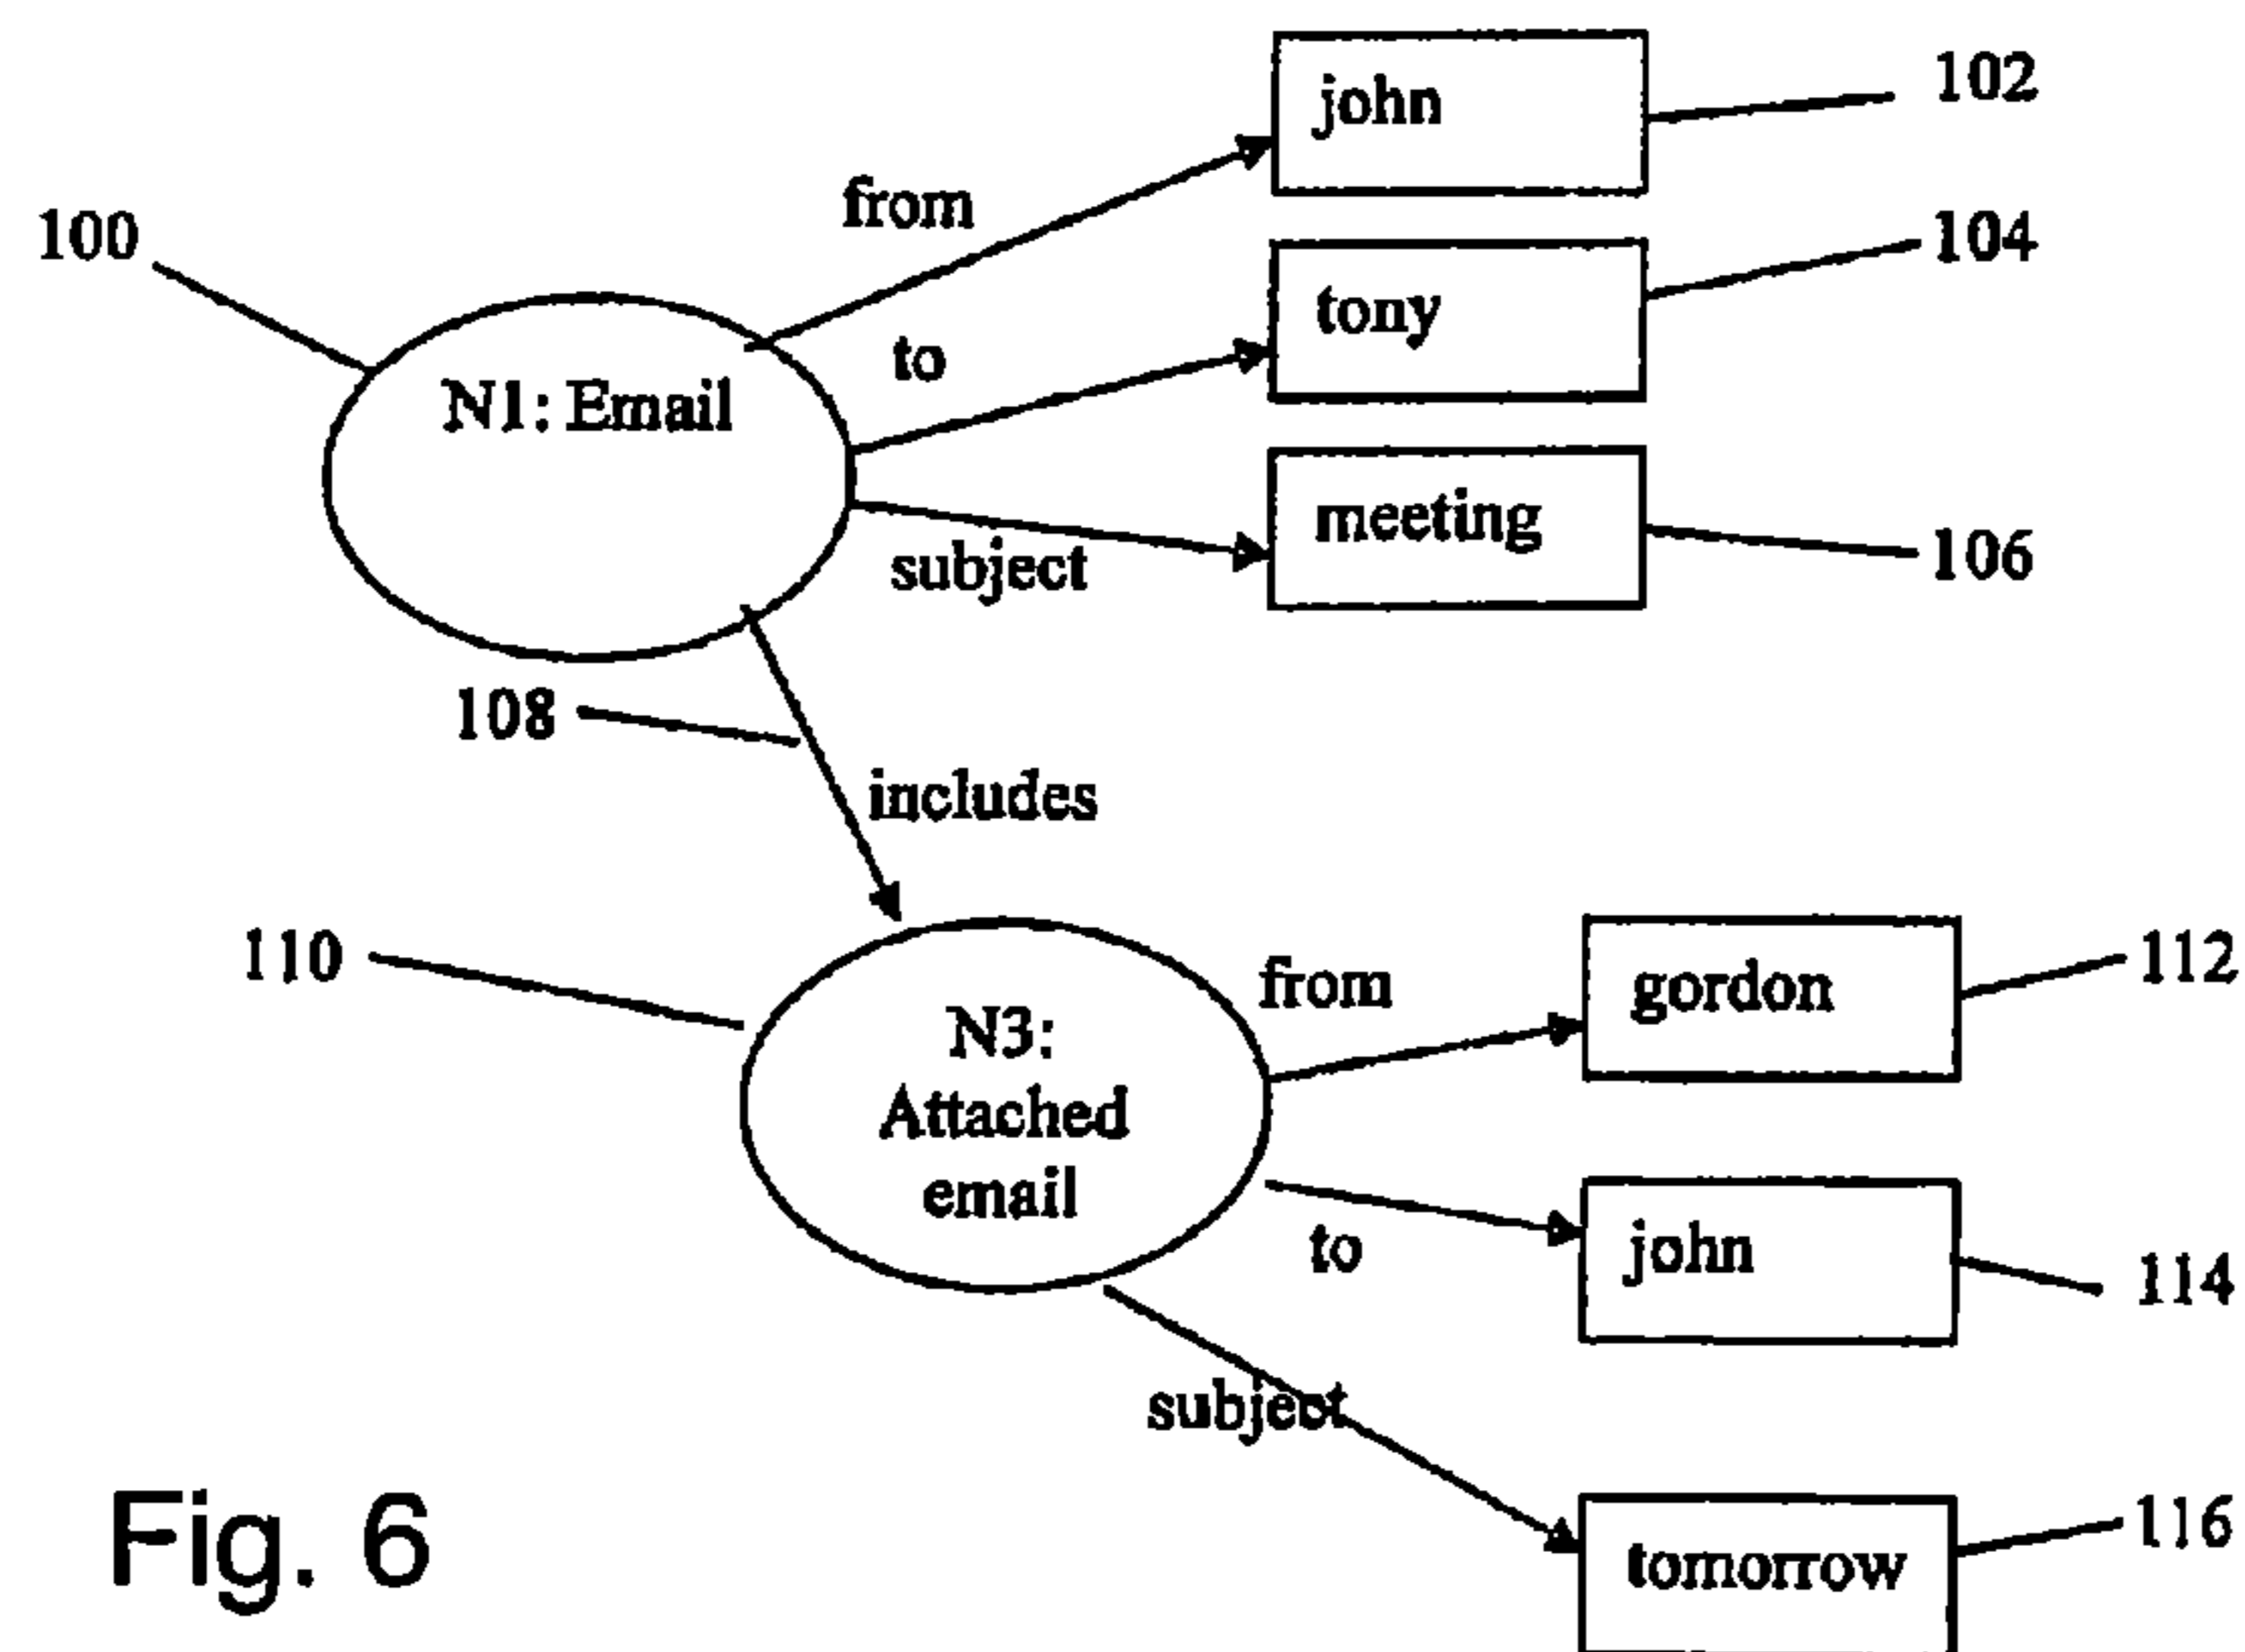 john
102
from
100
104
tony
to
N1: Email
meeting
106
subject
108
includes
110
112
from
gordon
N3:
Attached
email
john
to
114
subject
116
tomorrow
Fig. 6